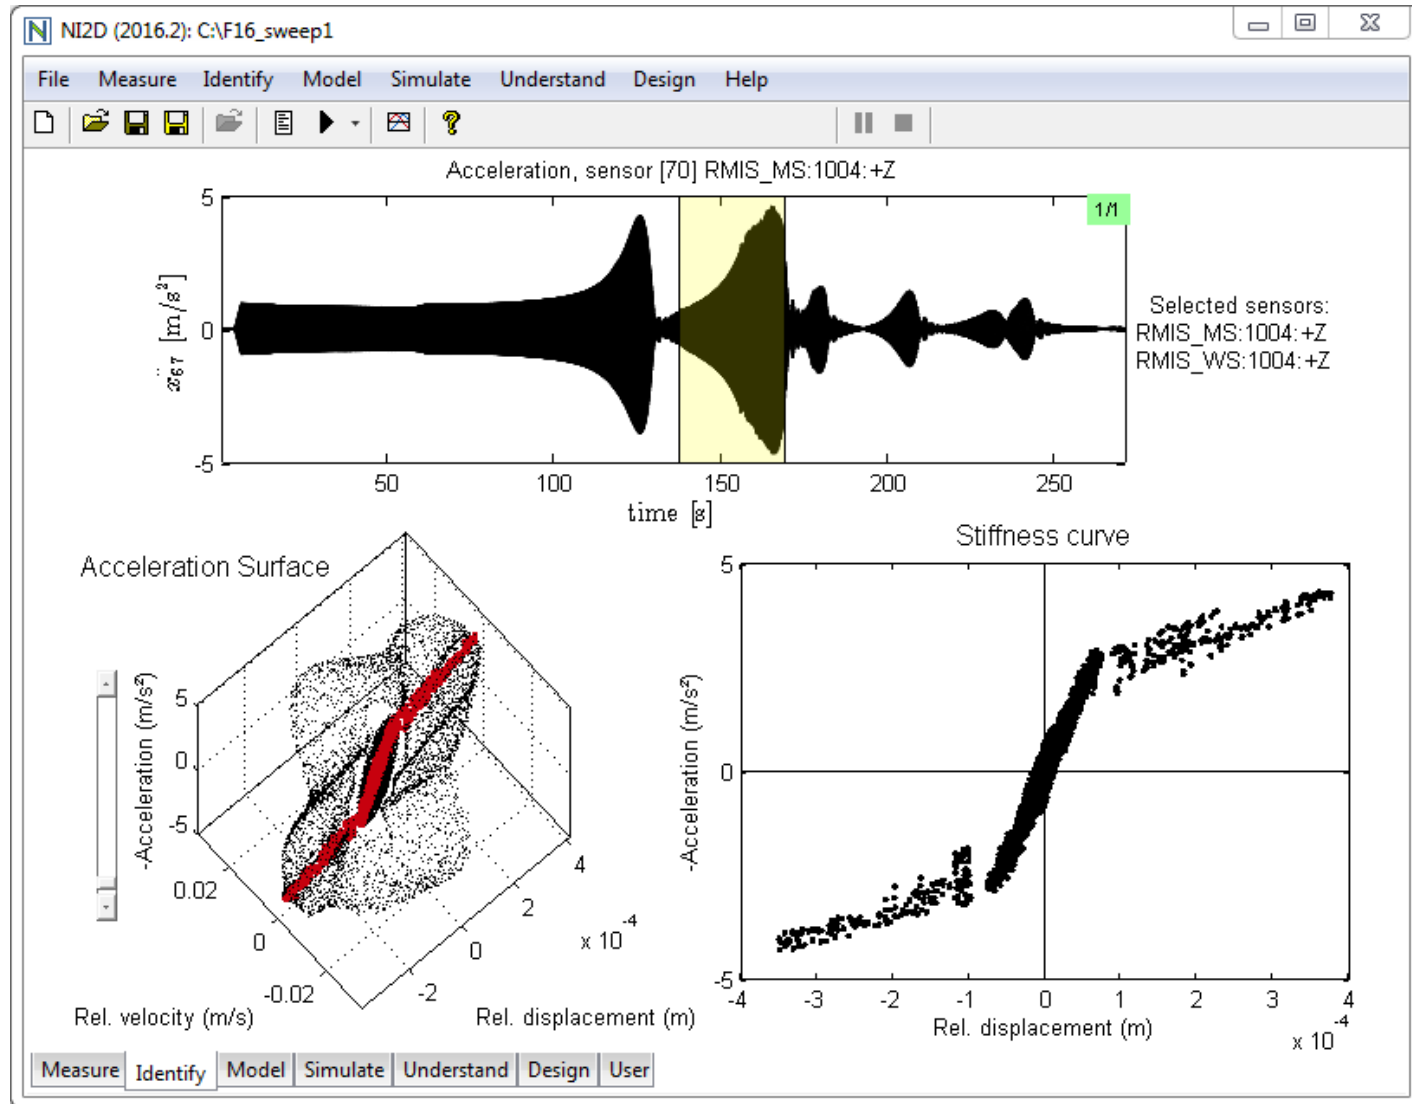 NI2D (2016.2): C:\F16_sweep1
File Measure Identify Model Simulate Understand Design Help
Acceleration, sensor [70] RMIS_MS:1004:+Z
5
0
-5
ẍ67 [m/s²]
1/1
50 100 150 200 250
time [s]
Selected sensors:
RMIS_MS:1004:+Z
RMIS_WS:1004:+Z
Acceleration Surface
5
0
-5
-Acceleration (m/s²)
0.02
0
-0.02
Rel. velocity (m/s)
4
2
0
-2
x 10-4
Rel. displacement (m)
Stiffness curve
5
0
-5
-Acceleration (m/s²)
-4 -3 -2 -1 0 1 2 3 4
Rel. displacement (m)
x 10-4
Measure Identify Model Simulate Understand Design User